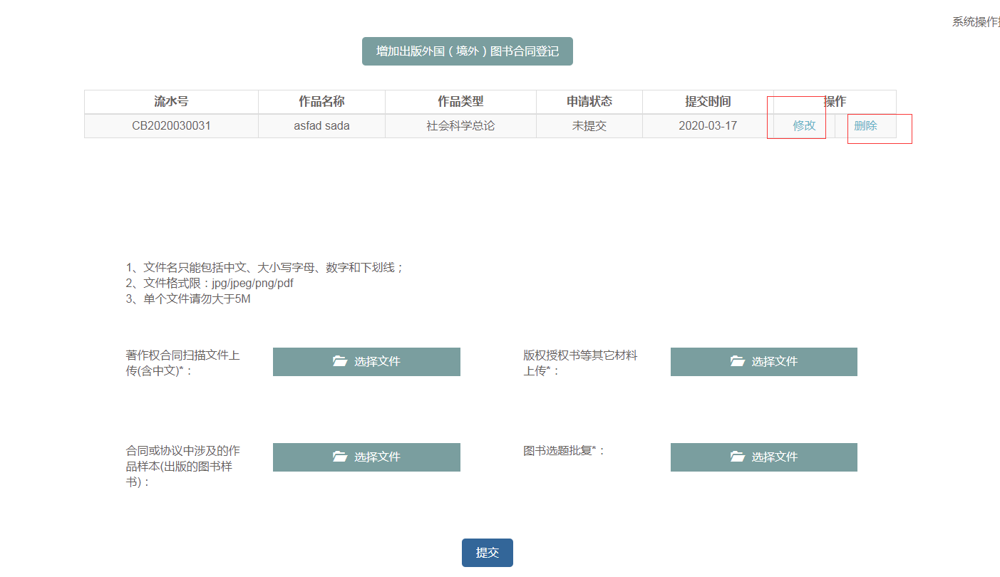 系统操作
增加出版外国（境外）图书合同登记
流水号 作品名称 作品类型 申请状态 提交时间 操作
CB2020030031 asfad sada 社会科学总论 未提交 2020-03-17 修改 删除
1、文件名只能包括中文、大小写字母、数字和下划线；
2、文件格式限：jpg/jpeg/png/pdf
3、单个文件请勿大于5M
著作权合同扫描文件上
传(含中文)*：
选择文件
版权授权书等其它材料
上传*：
选择文件
合同或协议中涉及的作
品样本(出版的图书样
书)：
选择文件
图书选题批复*：
选择文件
提交